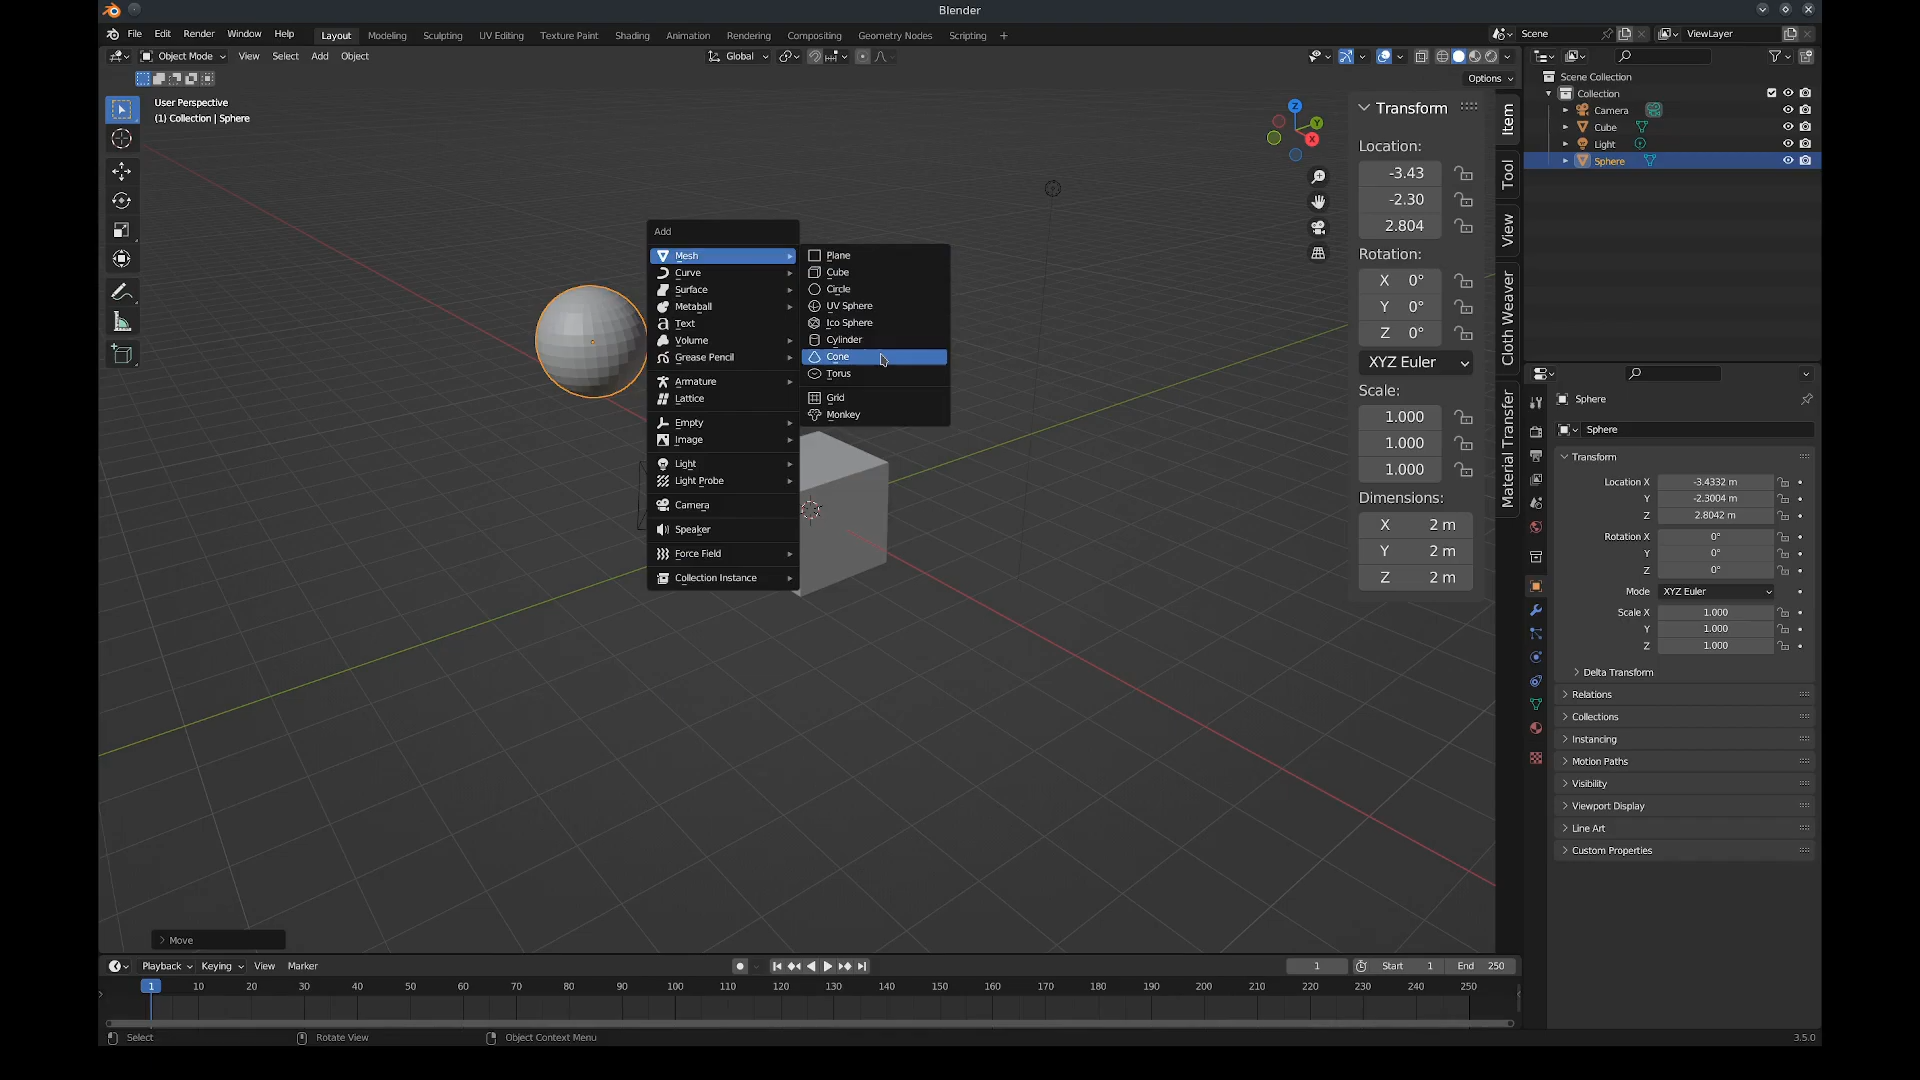 Blender
File Edit Render Window Help
Layout Modeling Sculpting UV Editing Texture Paint Shading Animation Rendering Compositing Geometry Nodes Scripting +
Scene
ViewLayer
Object Mode View Select Add Object
Global
Options
User Perspective
(1) Collection | Sphere
Z
Y
X
Add
Mesh
Curve
Surface
Metaball
Text
Volume
Grease Pencil
Armature
Lattice
Empty
Image
Light
Light Probe
Camera
Speaker
Force Field
Collection Instance
Plane
Cube
Circle
UV Sphere
Ico Sphere
Cylinder
Cone
Torus
Grid
Monkey
Transform
Location:
-3.43
-2.30
2.804
Rotation:
X 0°
Y 0°
Z 0°
XYZ Euler
Scale:
1.000
1.000
1.000
Dimensions:
X 2 m
Y 2 m
Z 2 m
Item
Tool
View
Cloth Weaver
Material Transfer
Scene Collection
Collection
Camera
Cube
Light
Sphere
Sphere
Sphere
Transform
Location X -3.4332 m
Y -2.3004 m
Z 2.8042 m
Rotation X 0°
Y 0°
Z 0°
Mode XYZ Euler
Scale X 1.000
Y 1.000
Z 1.000
Delta Transform
Relations
Collections
Instancing
Motion Paths
Visibility
Viewport Display
Line Art
Custom Properties
Move
Playback Keying View Marker
1 Start 1 End 250
1 10 20 30 40 50 60 70 80 90 100 110 120 130 140 150 160 170 180 190 200 210 220 230 240 250
Select Rotate View Object Context Menu
3.5.0